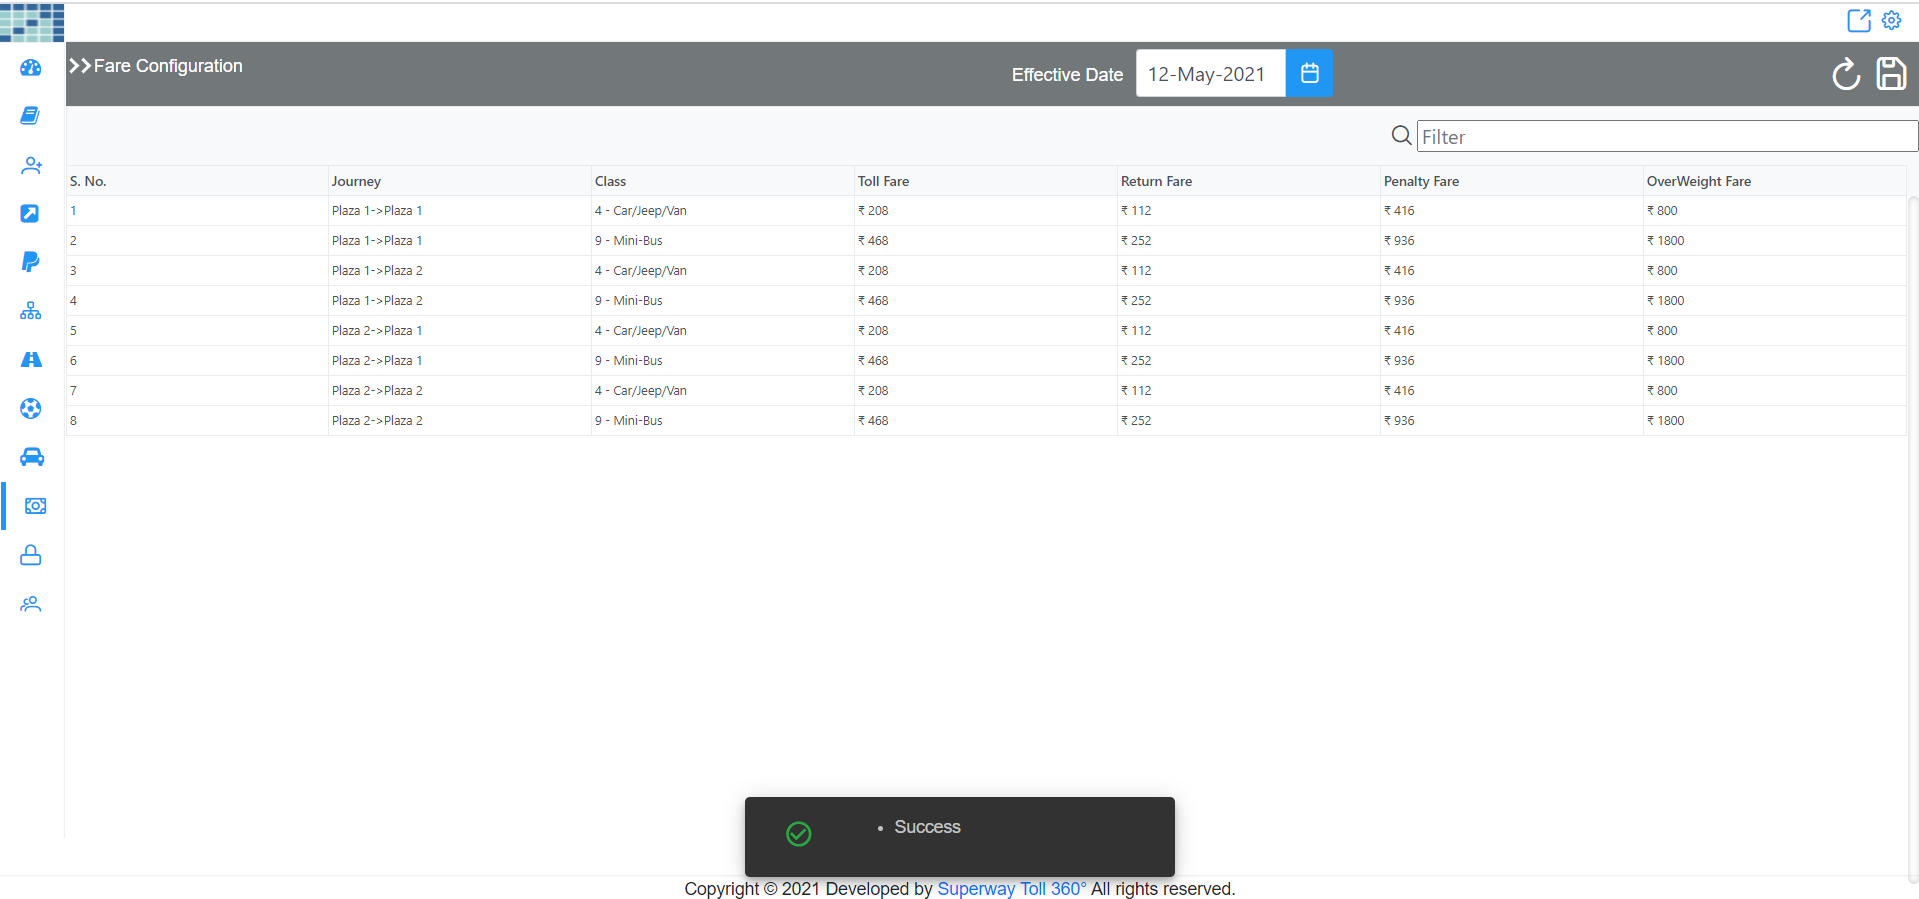 Fare Configuration
Effective Date 12-May-2021
Filter
S. No. Journey Class Toll Fare Return Fare Penalty Fare OverWeight Fare
1 Plaza 1->Plaza 1 4 - Car/Jeep/Van ₹ 208 ₹ 112 ₹ 416 ₹ 800
2 Plaza 1->Plaza 1 9 - Mini-Bus ₹ 468 ₹ 252 ₹ 936 ₹ 1800
3 Plaza 1->Plaza 2 4 - Car/Jeep/Van ₹ 208 ₹ 112 ₹ 416 ₹ 800
4 Plaza 1->Plaza 2 9 - Mini-Bus ₹ 468 ₹ 252 ₹ 936 ₹ 1800
5 Plaza 2->Plaza 1 4 - Car/Jeep/Van ₹ 208 ₹ 112 ₹ 416 ₹ 800
6 Plaza 2->Plaza 1 9 - Mini-Bus ₹ 468 ₹ 252 ₹ 936 ₹ 1800
7 Plaza 2->Plaza 2 4 - Car/Jeep/Van ₹ 208 ₹ 112 ₹ 416 ₹ 800
8 Plaza 2->Plaza 2 9 - Mini-Bus ₹ 468 ₹ 252 ₹ 936 ₹ 1800
• Success
Copyright © 2021 Developed by Superway Toll 360° All rights reserved.